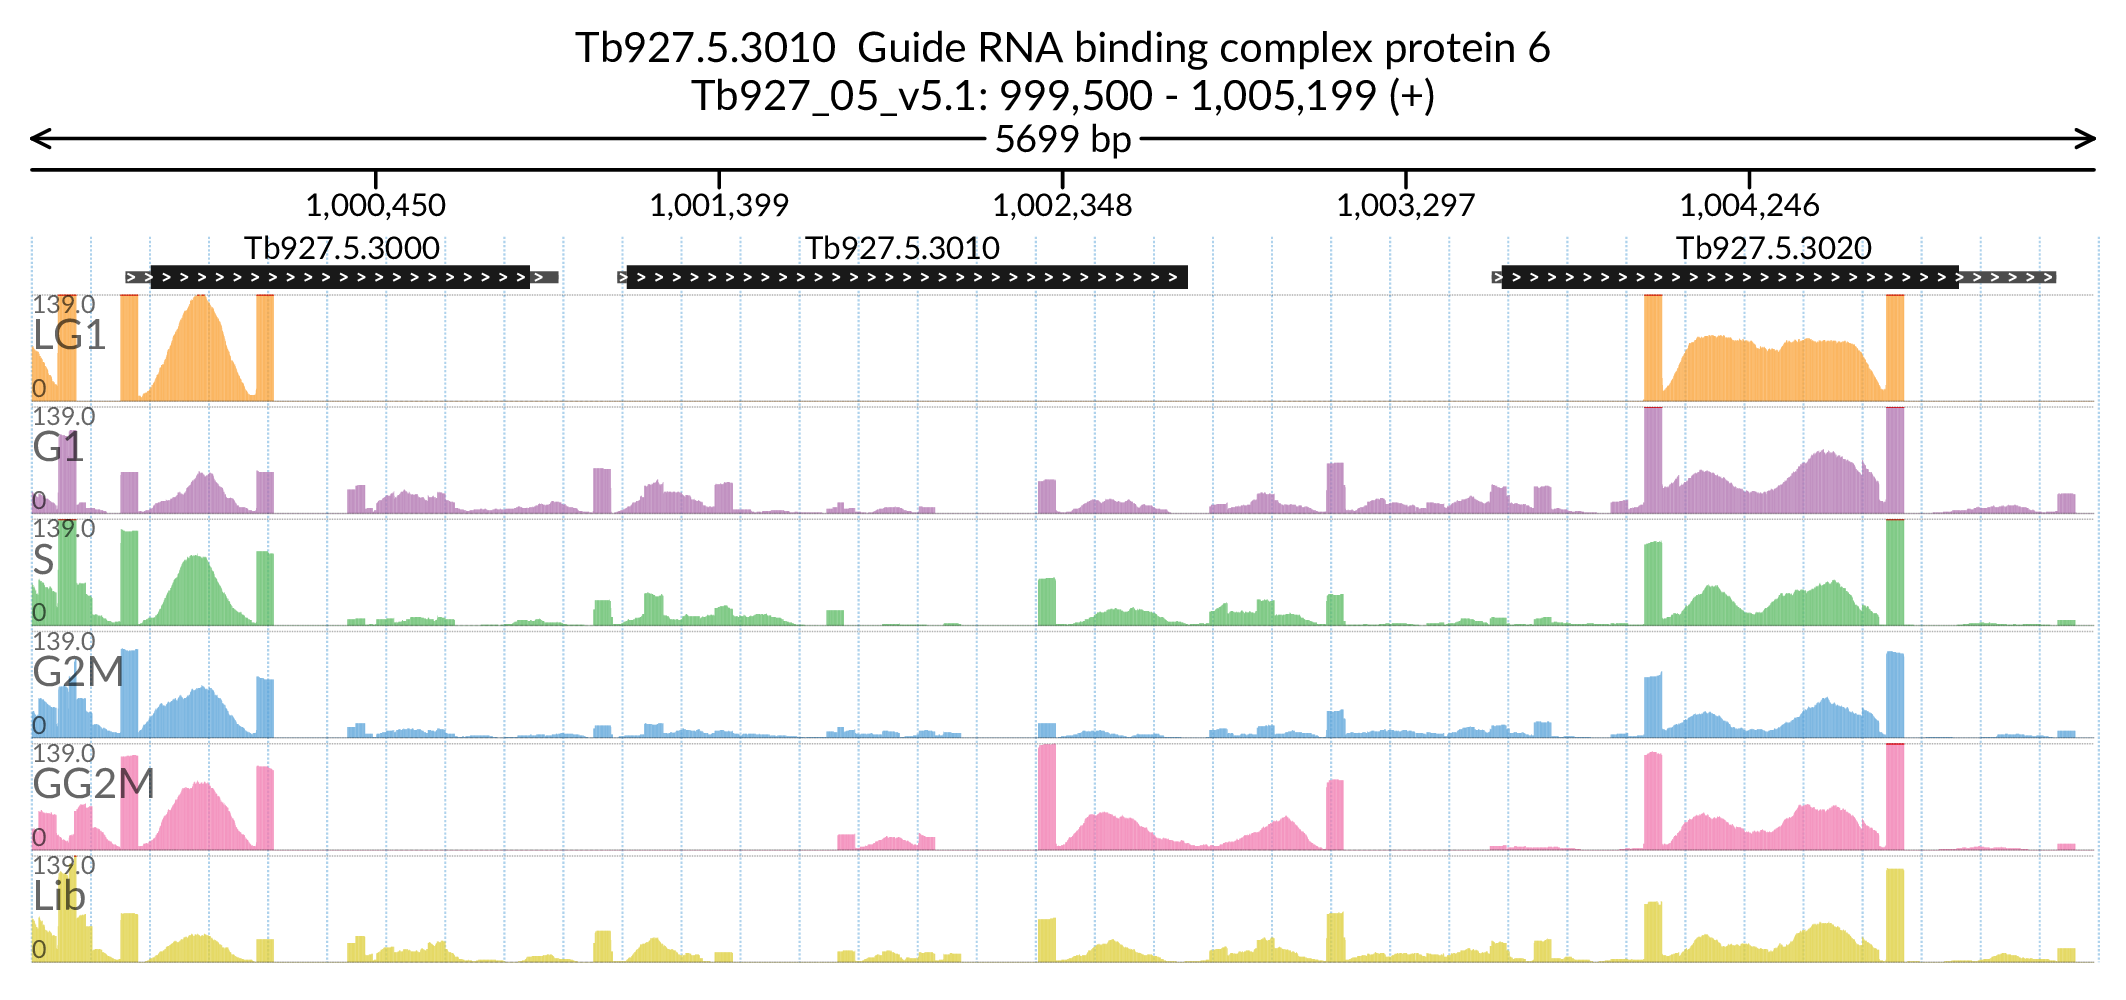 Tb927.5.3010  Guide RNA binding complex protein 6
Tb927_05_v5.1: 999,500 - 1,005,199 (+)
5699 bp
1,000,450 1,001,399 1,002,348 1,003,297 1,004,246
Tb927.5.3000 Tb927.5.3010 Tb927.5.3020
139.0
LG1
0
139.0
G1
0
139.0
S
0
139.0
G2M
0
139.0
GG2M
0
139.0
Lib
0